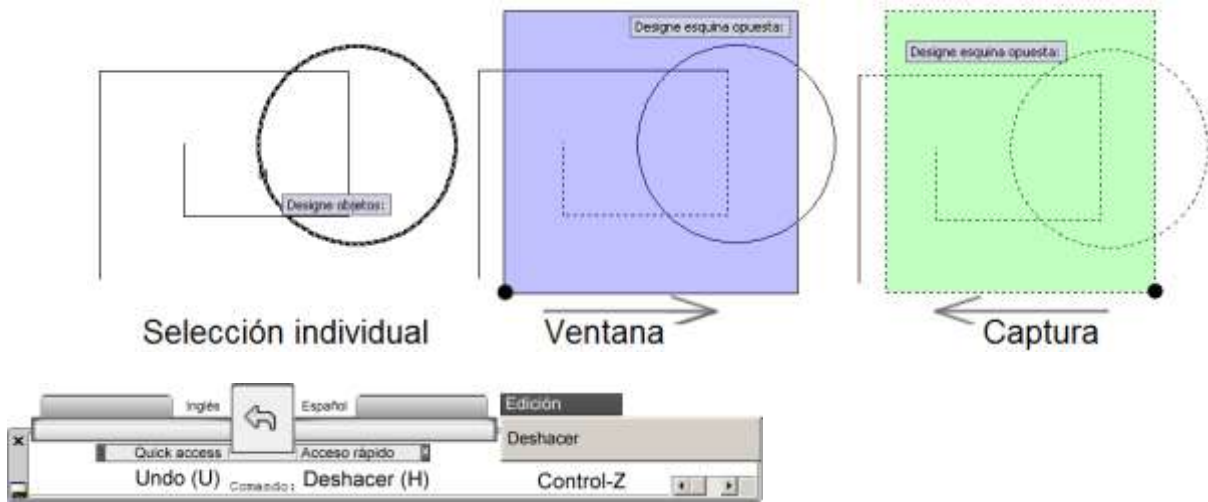 Designe esquina opuesta:
Designe esquina opuesta:
Designe objetos:
Selección individual
Ventana
Captura
Inglés
Español
Edición
Deshacer
Quick access
Acceso rápido
Undo (U)
Comando:
Deshacer (H)
Control-Z